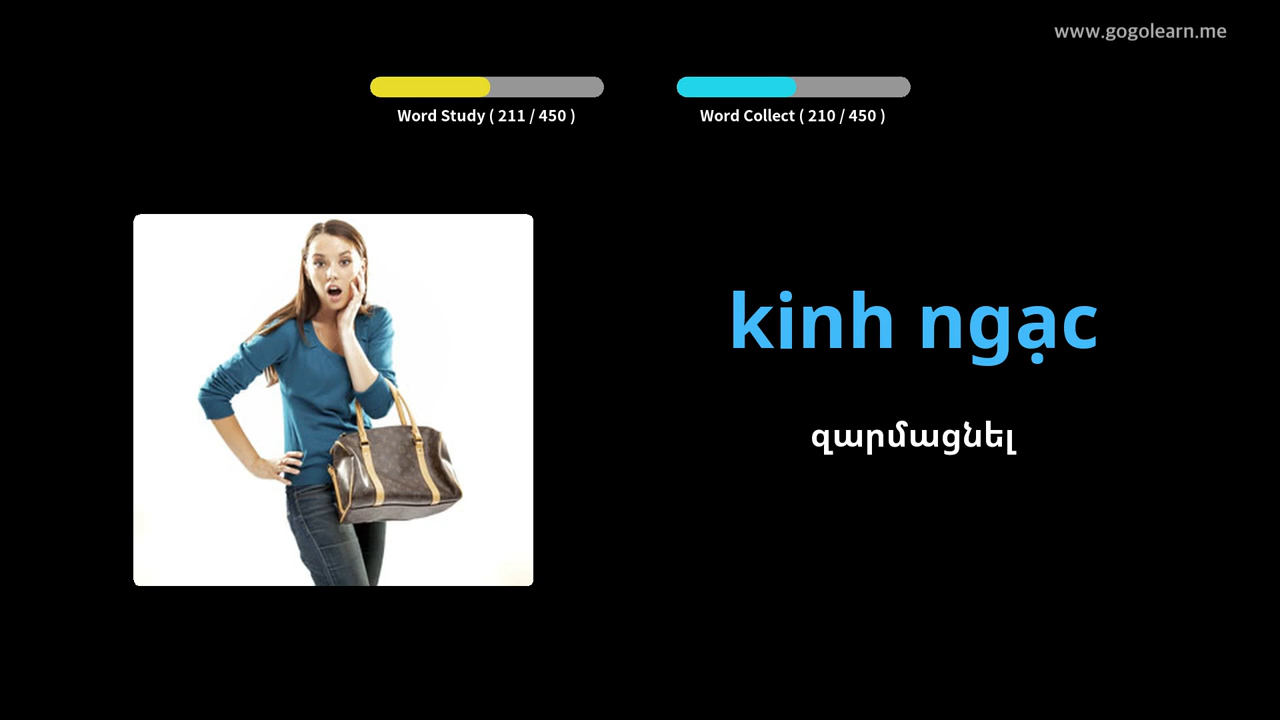 www.gogolearn.me
Word Study ( 211 / 450 )
Word Collect ( 210 / 450 )
kinh ngạc
զարմացնել